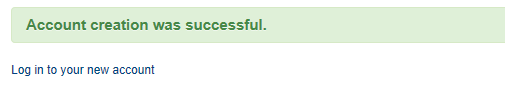 Account creation was successful.
Log in to your new account